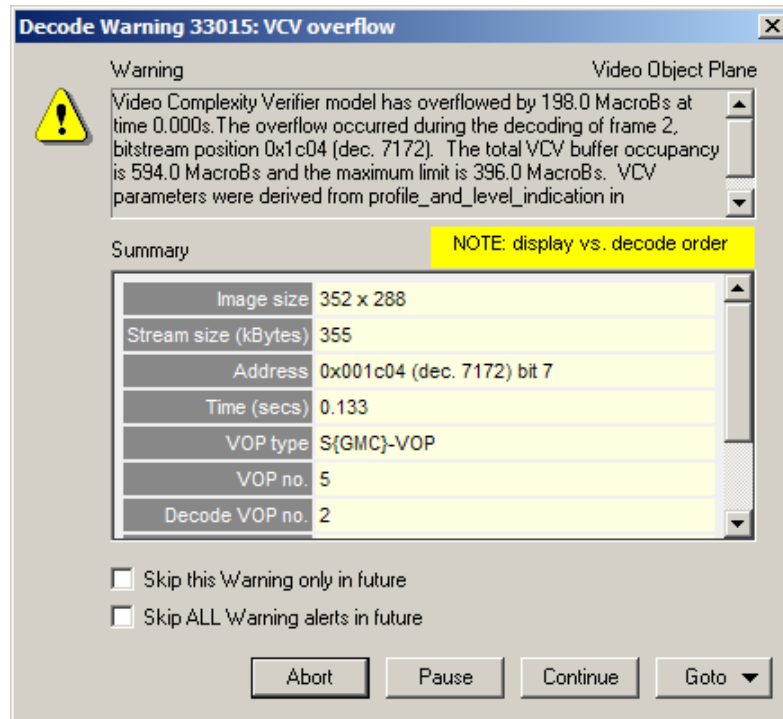 Decode Warning 33015: VCV overflow
Warning
Video Object Plane
Video Complexity Verifier model has overflowed by 198.0 MacroBs at
time 0.000s.The overflow occurred during the decoding of frame 2,
bitstream position 0x1c04 (dec. 7172).  The total VCV buffer occupancy
is 594.0 MacroBs and the maximum limit is 396.0 MacroBs.  VCV
parameters were derived from profile_and_level_indication in
Summary
NOTE: display vs. decode order
Image size 352 x 288
Stream size (kBytes) 355
Address 0x001c04 (dec. 7172) bit 7
Time (secs) 0.133
VOP type S{GMC}-VOP
VOP no. 5
Decode VOP no. 2
Skip this Warning only in future
Skip ALL Warning alerts in future
Abort Pause Continue Goto